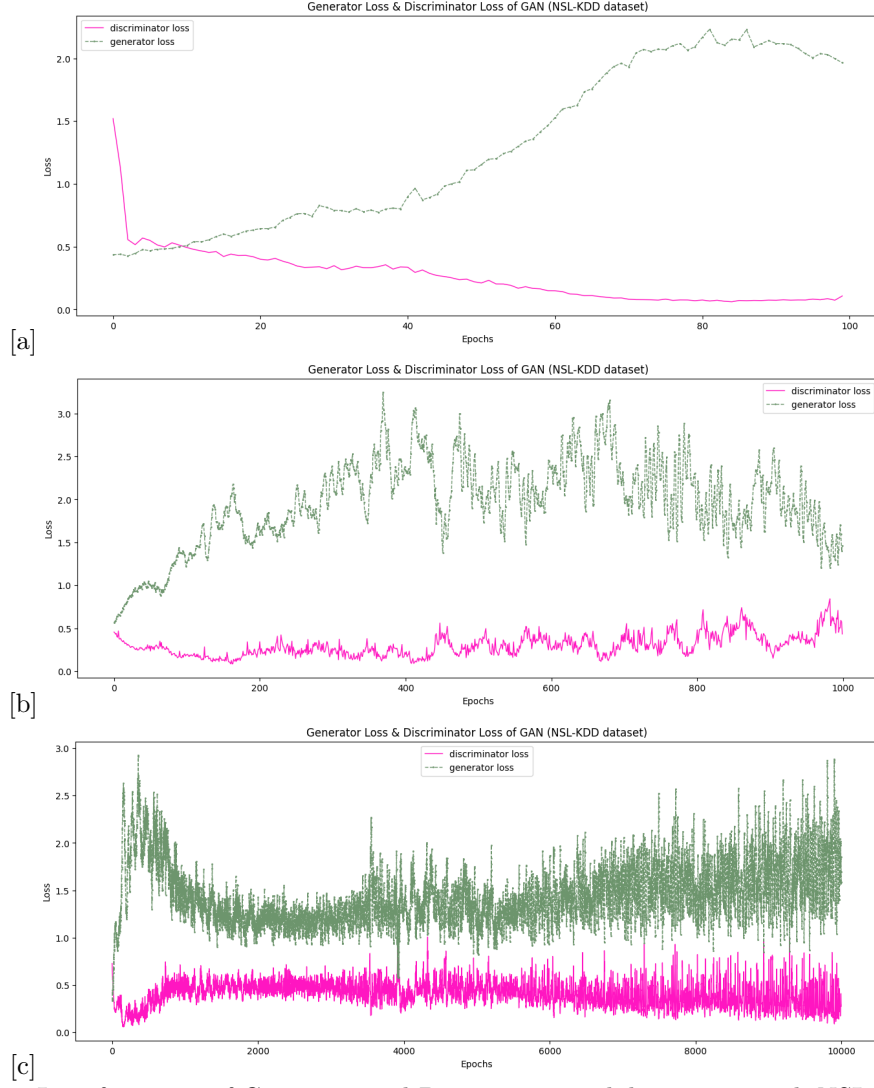 Generator Loss & Discriminator Loss of GAN (NSL-KDD dataset)
discriminator loss
generator loss
2.0
1.5
1.0
0.5
0.0
Loss
0 20 40 60 80 100
Epochs
[a]
Generator Loss & Discriminator Loss of GAN (NSL-KDD dataset)
discriminator loss
generator loss
3.0
2.5
2.0
1.5
1.0
0.5
0.0
Loss
0 200 400 600 800 1000
Epochs
[b]
Generator Loss & Discriminator Loss of GAN (NSL-KDD dataset)
discriminator loss
generator loss
3.0
2.5
2.0
1.5
1.0
0.5
0.0
Loss
0 2000 4000 6000 8000 10000
Epochs
[c]